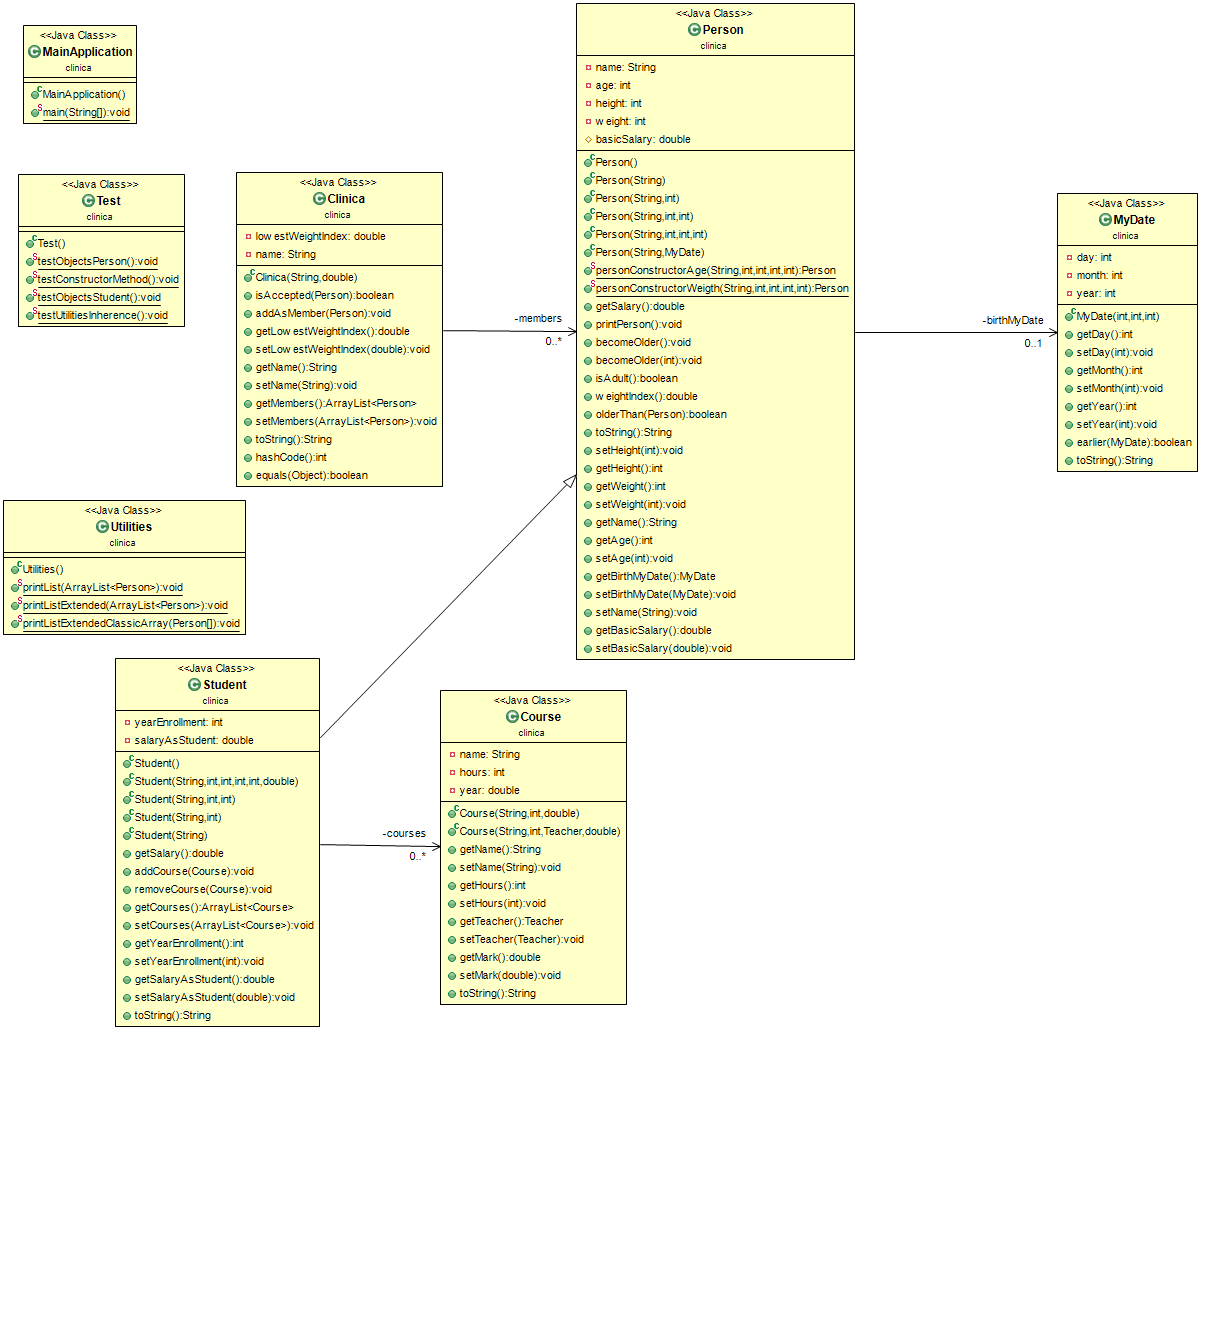 <<Java Class>>
MainApplication
clinica
MainApplication()
main(String[]):void
<<Java Class>>
Test
clinica
Test()
testObjectsPerson():void
testConstructorMethod():void
testObjectsStudent():void
testUtilitiesInherence():void
<<Java Class>>
Clinica
clinica
lowestWeightIndex: double
name: String
Clinica(String,double)
isAccepted(Person):boolean
addAsMember(Person):void
getLowestWeightIndex():double
setLowestWeightIndex(double):void
getName():String
setName(String):void
getMembers():ArrayList<Person>
setMembers(ArrayList<Person>):void
toString():String
hashCode():int
equals(Object):boolean
-members
0..*
<<Java Class>>
Person
clinica
name: String
age: int
height: int
weight: int
basicSalary: double
Person()
Person(String)
Person(String,int)
Person(String,int,int)
Person(String,int,int,int)
Person(String,MyDate)
personConstructorAge(String,int,int,int,int):Person
personConstructorWeigth(String,int,int,int,int):Person
getSalary():double
printPerson():void
becomeOlder():void
becomeOlder(int):void
isAdult():boolean
weightIndex():double
olderThan(Person):boolean
toString():String
setHeight(int):void
getHeight():int
getWeight():int
setWeight(int):void
getName():String
getAge():int
setAge(int):void
getBirthMyDate():MyDate
setBirthMyDate(MyDate):void
setName(String):void
getBasicSalary():double
setBasicSalary(double):void
-birthMyDate
0..1
<<Java Class>>
MyDate
clinica
day: int
month: int
year: int
MyDate(int,int,int)
getDay():int
setDay(int):void
getMonth():int
setMonth(int):void
getYear():int
setYear(int):void
earlier(MyDate):boolean
toString():String
<<Java Class>>
Utilities
clinica
Utilities()
printList(ArrayList<Person>):void
printListExtended(ArrayList<Person>):void
printListExtendedClassicArray(Person[]):void
<<Java Class>>
Student
clinica
yearEnrollment: int
salaryAsStudent: double
Student()
Student(String,int,int,int,int,double)
Student(String,int,int)
Student(String,int)
Student(String)
getSalary():double
addCourse(Course):void
removeCourse(Course):void
getCourses():ArrayList<Course>
setCourses(ArrayList<Course>):void
getYearEnrollment():int
setYearEnrollment(int):void
getSalaryAsStudent():double
setSalaryAsStudent(double):void
toString():String
-courses
0..*
<<Java Class>>
Course
clinica
name: String
hours: int
year: double
Course(String,int,double)
Course(String,int,Teacher,double)
getName():String
setName(String):void
getHours():int
setHours(int):void
getTeacher():Teacher
setTeacher(Teacher):void
getMark():double
setMark(double):void
toString():String